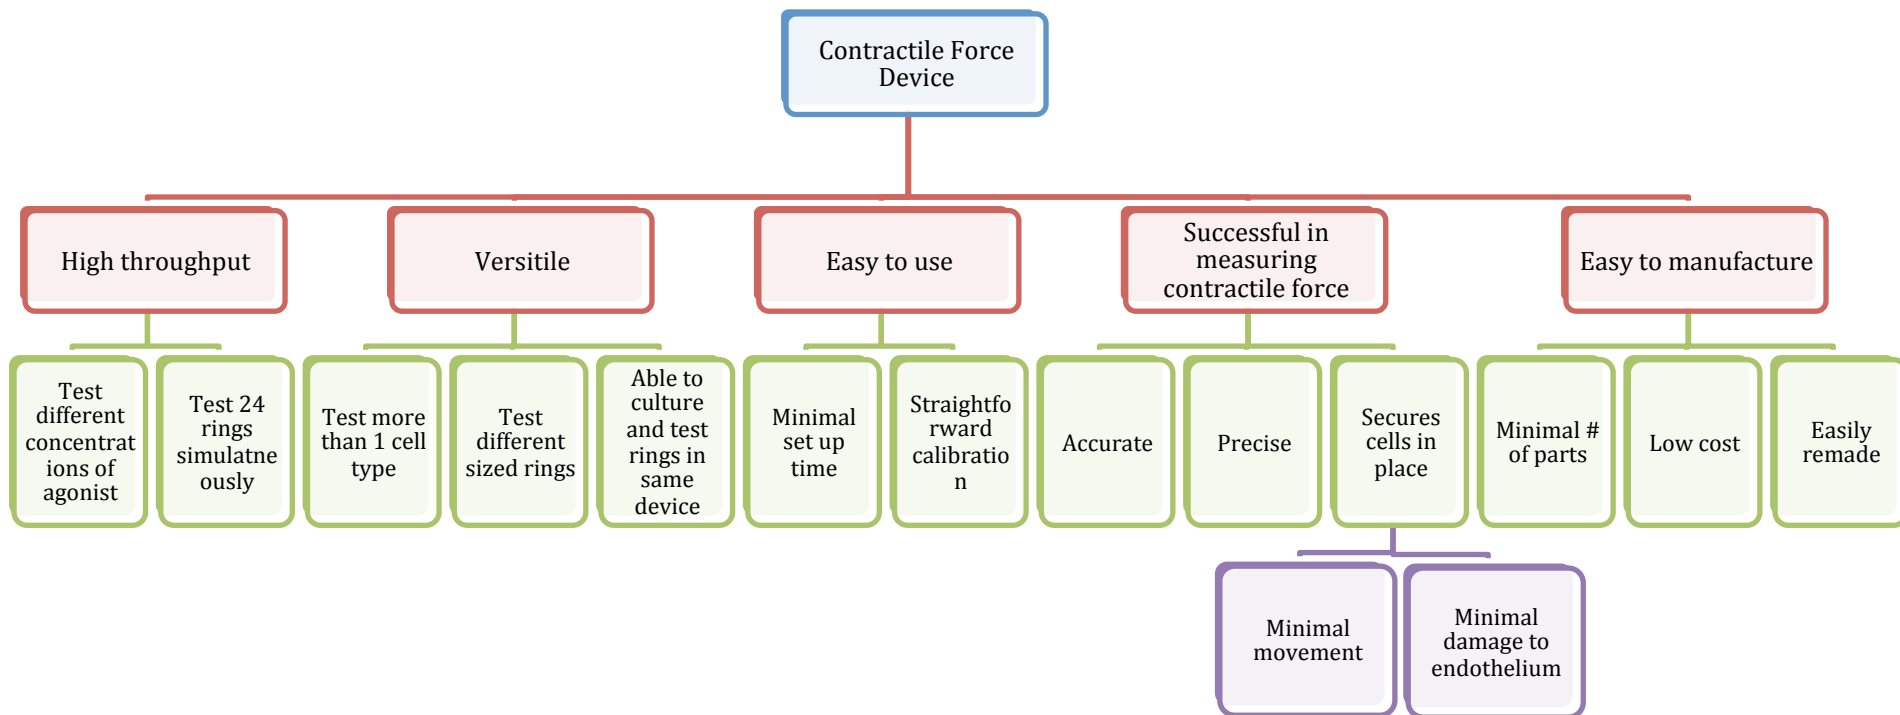 Contractile Force
Device
High throughput
Versitile
Easy to use
Successful in
measuring
contractile force
Easy to manufacture
Test
different
concentrat
ions of
agonist
Test 24
rings
simulatne
ously
Test more
than 1 cell
type
Test
different
sized rings
Able to
culture
and test
rings in
same
device
Minimal
set up
time
Straightfo
rward
calibratio
n
Accurate
Precise
Secures
cells in
place
Minimal #
of parts
Low cost
Easily
remade
Minimal
movement
Minimal
damage to
endothelium